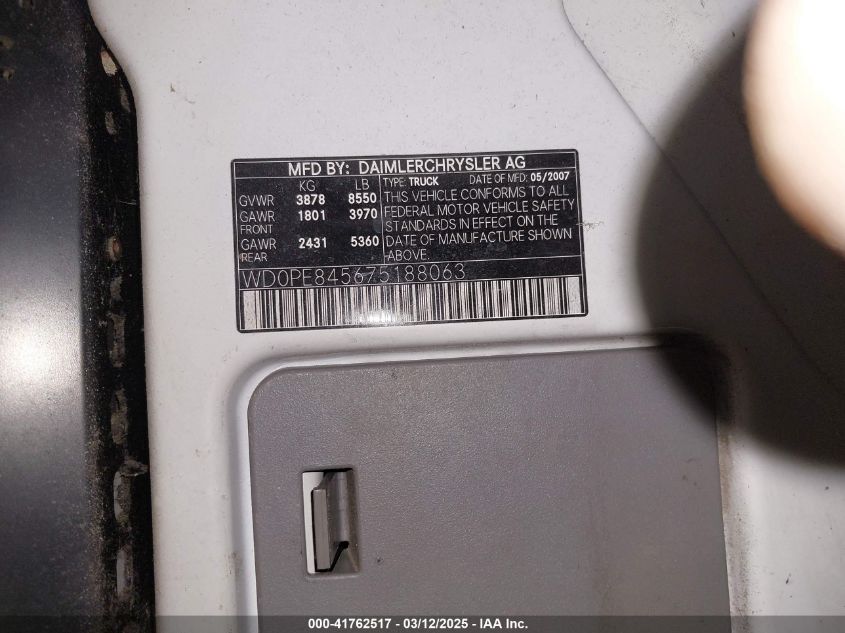 MFD BY: DAIMLERCHRYSLER AG
KG LB TYPE: TRUCK DATE OF MFD: 05/2007
GVWR 3878 8550 THIS VEHICLE CONFORMS TO ALL
GAWR 1801 3970 FEDERAL MOTOR VEHICLE SAFETY
FRONT STANDARDS IN EFFECT ON THE
GAWR 2431 5360 DATE OF MANUFACTURE SHOWN
REAR ABOVE.
WD0PE845675188063
000-41762517 - 03/12/2025 - IAA Inc.